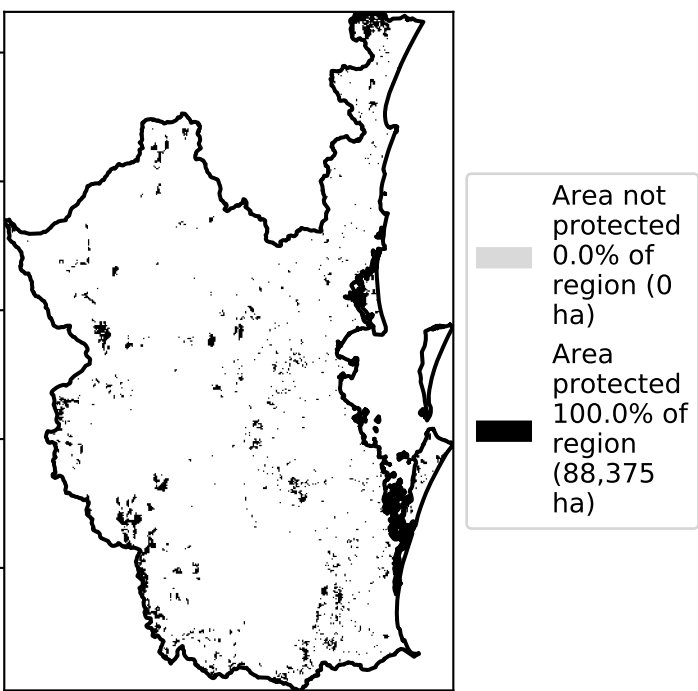 Area not
protected
0.0% of
region (0
ha)
Area
protected
100.0% of
region
(88,375
ha)